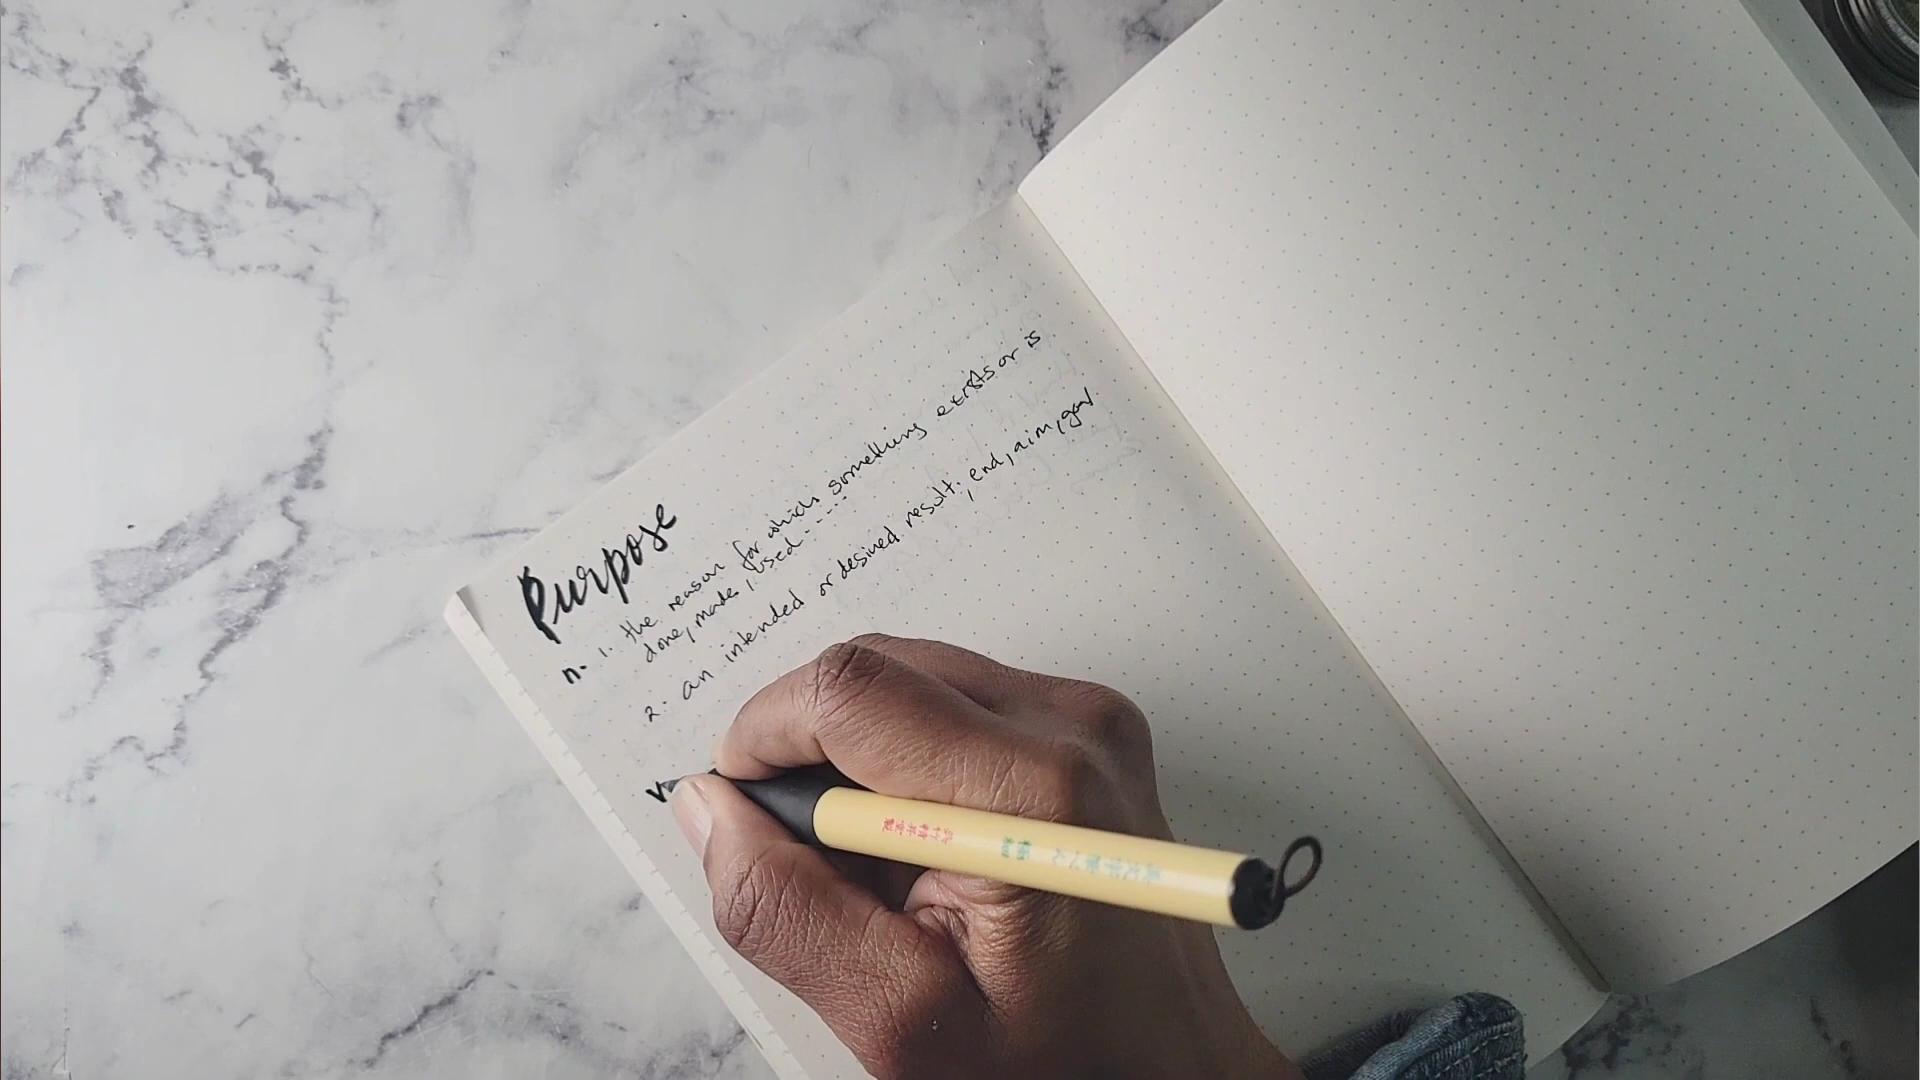 Purpose
n. 1. the reason for which something exists or is
done, made, used....
2. an intended or desired result; end, aim, goal
v